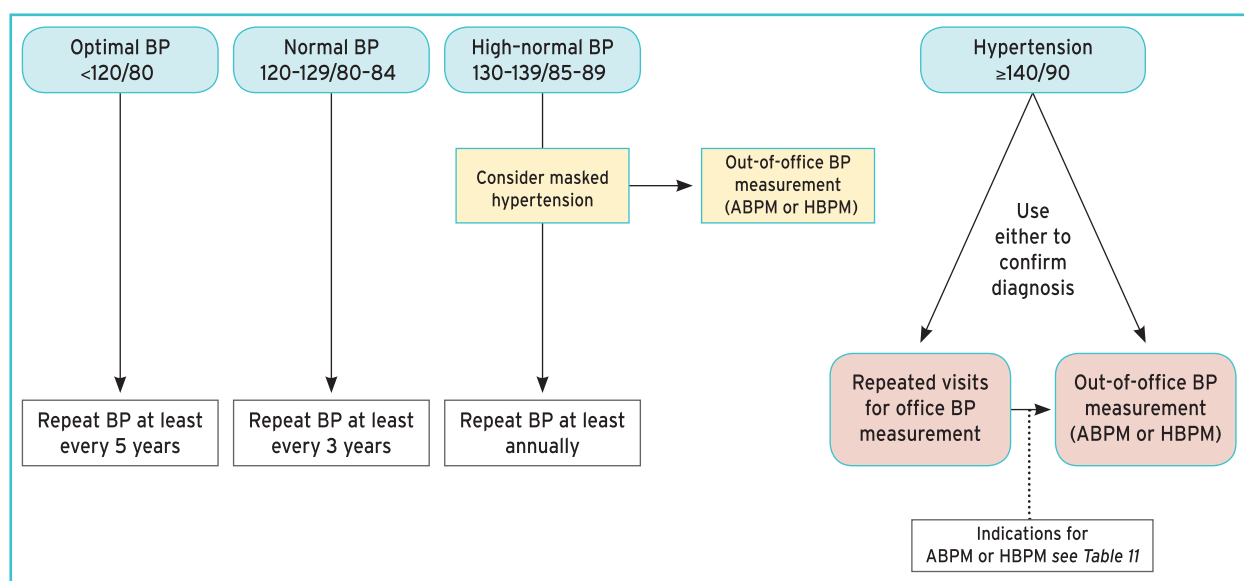 Optimal BP
<120/80
Normal BP
120–129/80–84
High–normal BP
130–139/85–89
Hypertension
≥140/90
Consider masked
hypertension
Out-of-office BP
measurement
(ABPM or HBPM)
Use
either to
confirm
diagnosis
Repeat BP at least
every 5 years
Repeat BP at least
every 3 years
Repeat BP at least
annually
Repeated visits
for office BP
measurement
Out-of-office BP
measurement
(ABPM or HBPM)
Indications for
ABPM or HBPM see Table 11